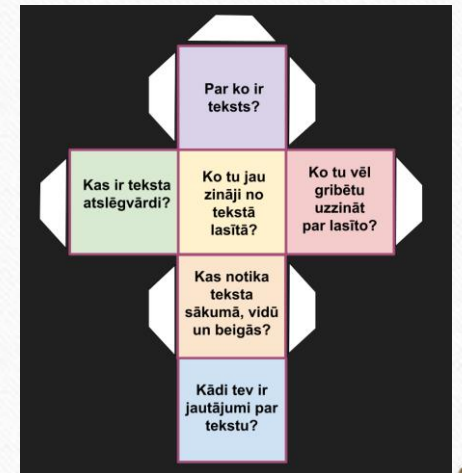 Par ko ir
teksts?
Kas ir teksta
atslēgvārdi?
Ko tu jau
zināji no
tekstā
lasītā?
Ko tu vēl
gribētu
uzzināt
par lasīto?
Kas notika
teksta
sākumā, vidū
un beigās?
Kādi tev ir
jautājumi par
tekstu?